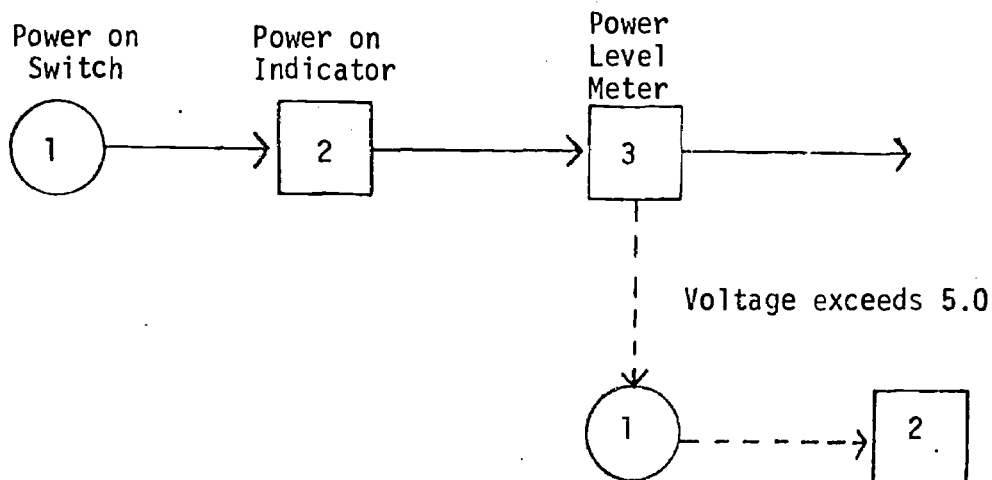 Power on
Switch
Power on
Indicator
Power
Level
Meter
1
2
3
Voltage exceeds 5.0
1
2